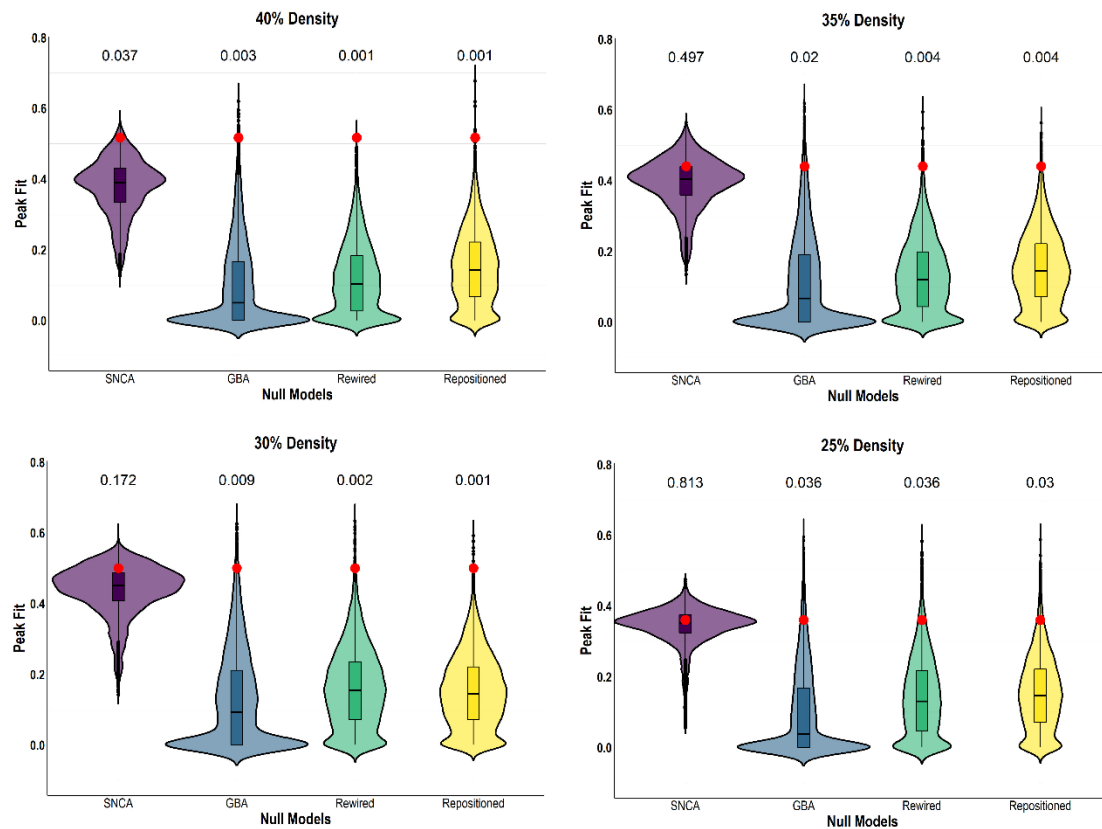 40% Density
0.037 0.003 0.001 0.001
0.8
0.6
0.4
0.2
0.0
Peak Fit
SNCA GBA Rewired Repositioned
Null Models
35% Density
0.497 0.02 0.004 0.004
0.8
0.6
0.4
0.2
0.0
Peak Fit
SNCA GBA Rewired Repositioned
Null Models
30% Density
0.172 0.009 0.002 0.001
0.8
0.6
0.4
0.2
0.0
Peak Fit
SNCA GBA Rewired Repositioned
Null Models
25% Density
0.813 0.036 0.036 0.03
0.8
0.6
0.4
0.2
0.0
Peak Fit
SNCA GBA Rewired Repositioned
Null Models